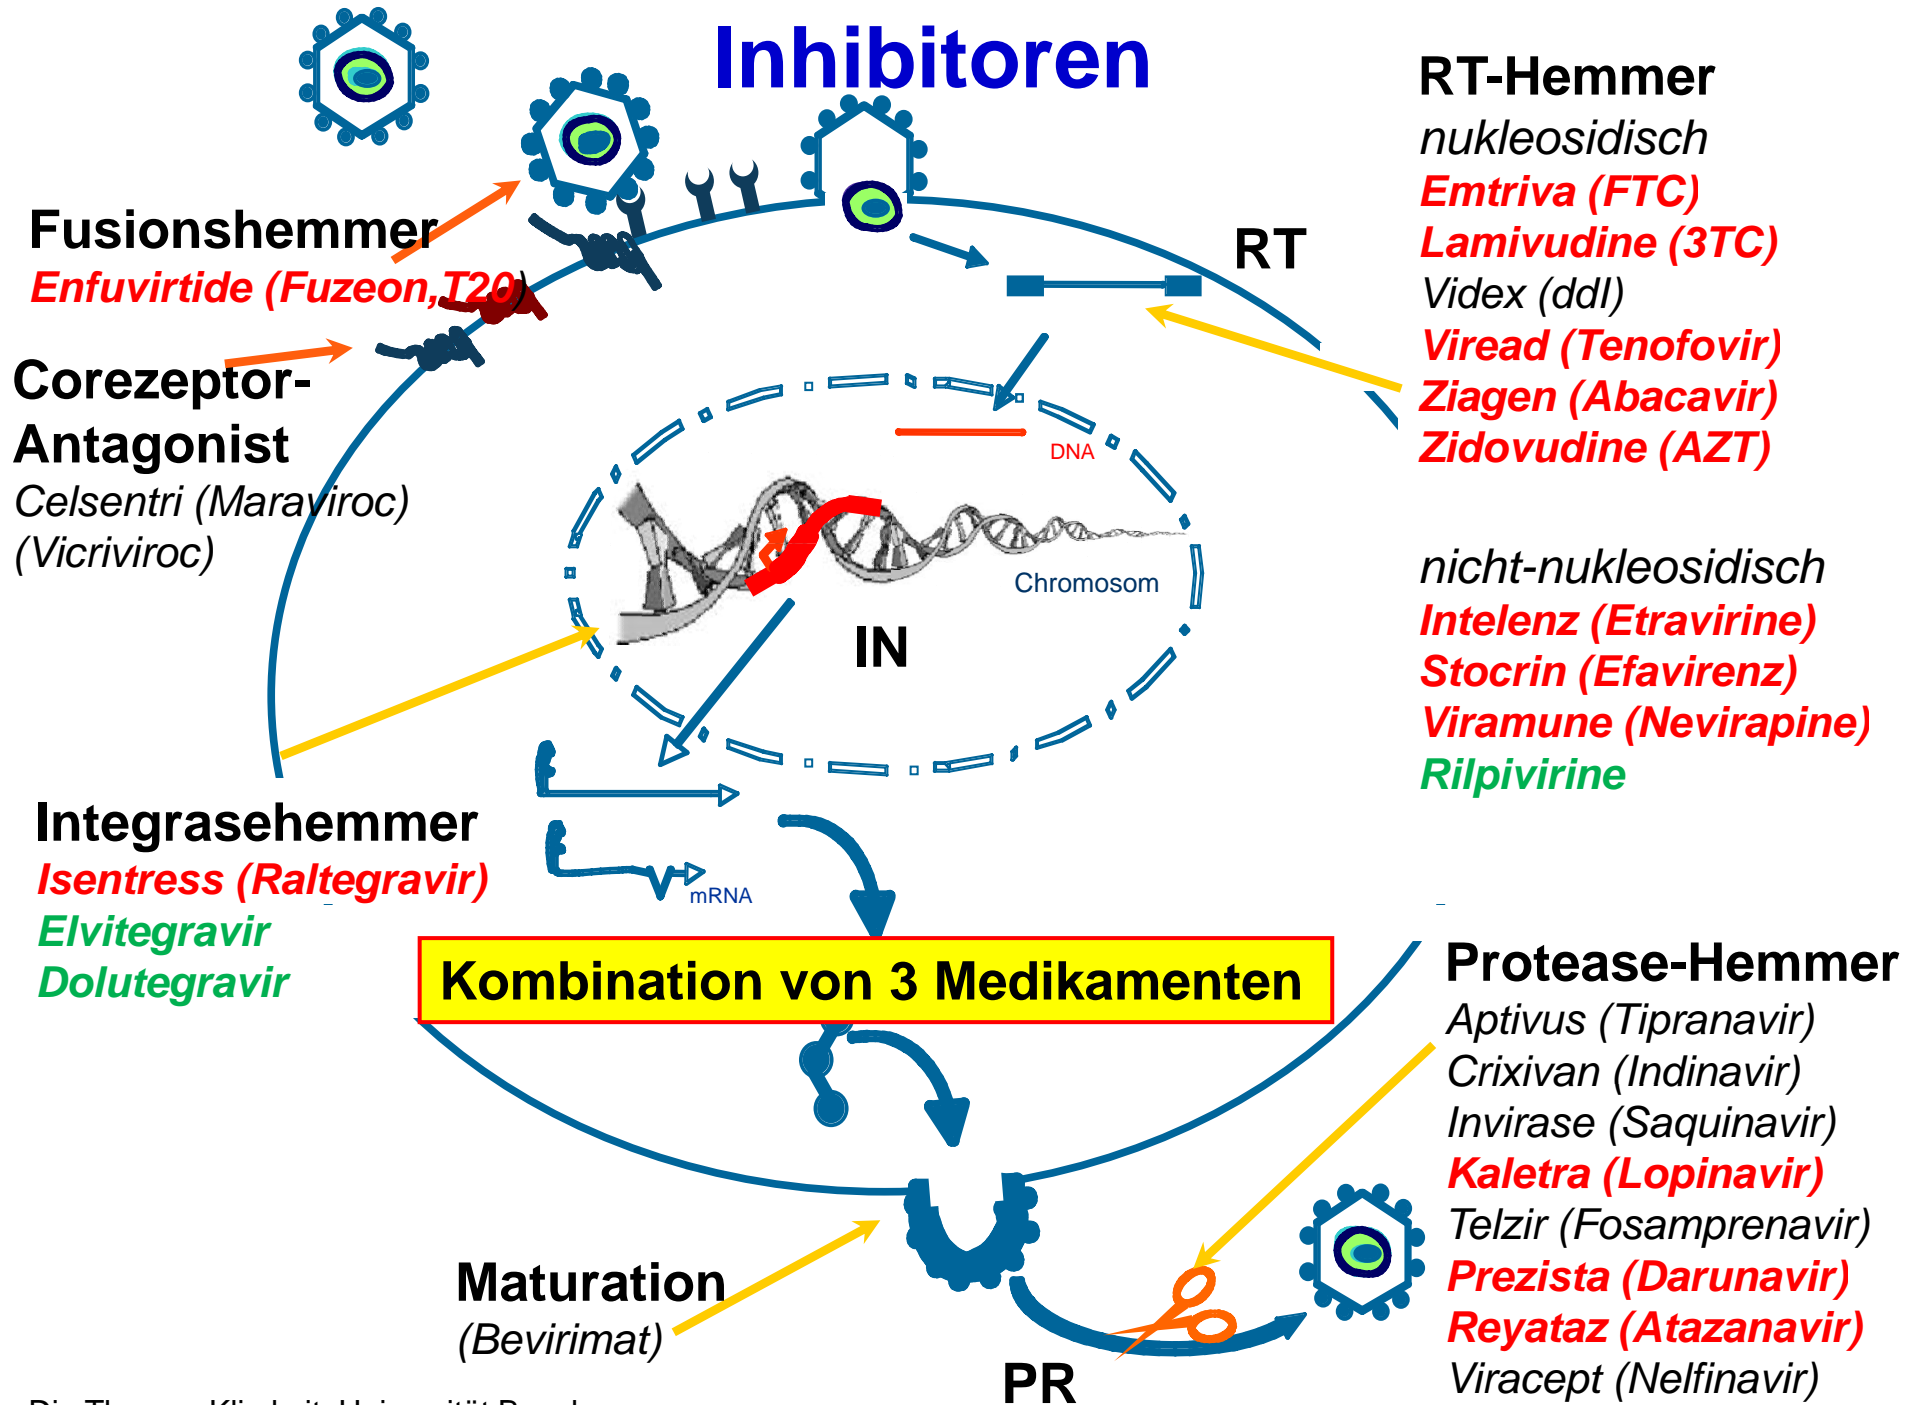 Inhibitoren
Fusionshemmer
Enfuvirtide (Fuzeon,T20)
Corezeptor-
Antagonist
Celsentri (Maraviroc)
(Vicriviroc)
RT
RT-Hemmer
nukleosidisch
Emtriva (FTC)
Lamivudine (3TC)
Videx (ddI)
Viread (Tenofovir)
Ziagen (Abacavir)
Zidovudine (AZT)
nicht-nukleosidisch
Intelenz (Etravirine)
Stocrin (Efavirenz)
Viramune (Nevirapine)
Rilpivirine
DNA
Chromosom
IN
Integrasehemmer
Isentress (Raltegravir)
Elvitegravir
Dolutegravir
mRNA
Kombination von 3 Medikamenten
Protease-Hemmer
Aptivus (Tipranavir)
Crixivan (Indinavir)
Invirase (Saquinavir)
Kaletra (Lopinavir)
Telzir (Fosamprenavir)
Prezista (Darunavir)
Reyataz (Atazanavir)
Viracept (Nelfinavir)
Maturation
(Bevirimat)
PR